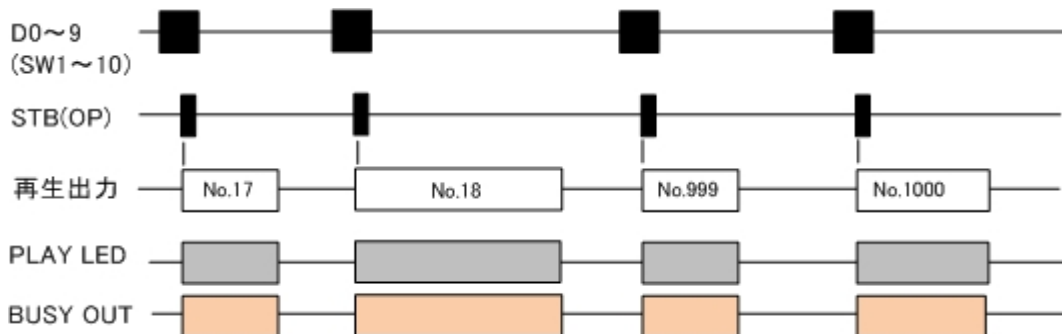 D0～9
(SW1～10)
STB(OP)
再生出力
No.17
No.18
No.999
No.1000
PLAY LED
BUSY OUT